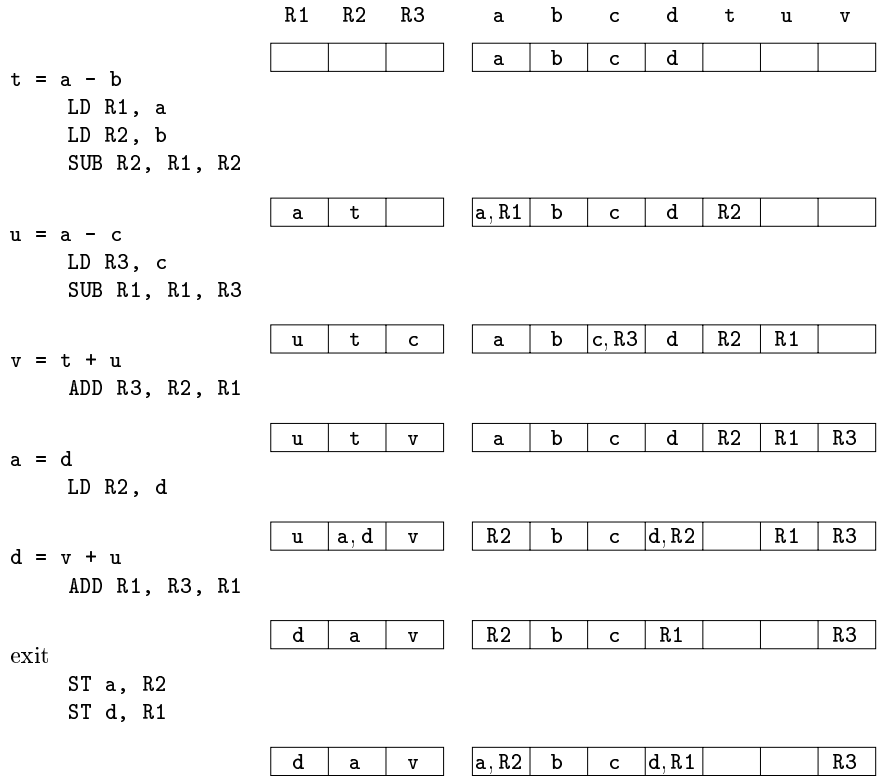 R1 R2 R3 a b c d t u v
a b c d
t = a - b
LD R1, a
LD R2, b
SUB R2, R1, R2
a t a, R1 b c d R2
u = a - c
LD R3, c
SUB R1, R1, R3
u t c a b c, R3 d R2 R1
v = t + u
ADD R3, R2, R1
u t v a b c d R2 R1 R3
a = d
LD R2, d
u a, d v R2 b c d, R2 R1 R3
d = v + u
ADD R1, R3, R1
d a v R2 b c R1 R3
exit
ST a, R2
ST d, R1
d a v a, R2 b c d, R1 R3